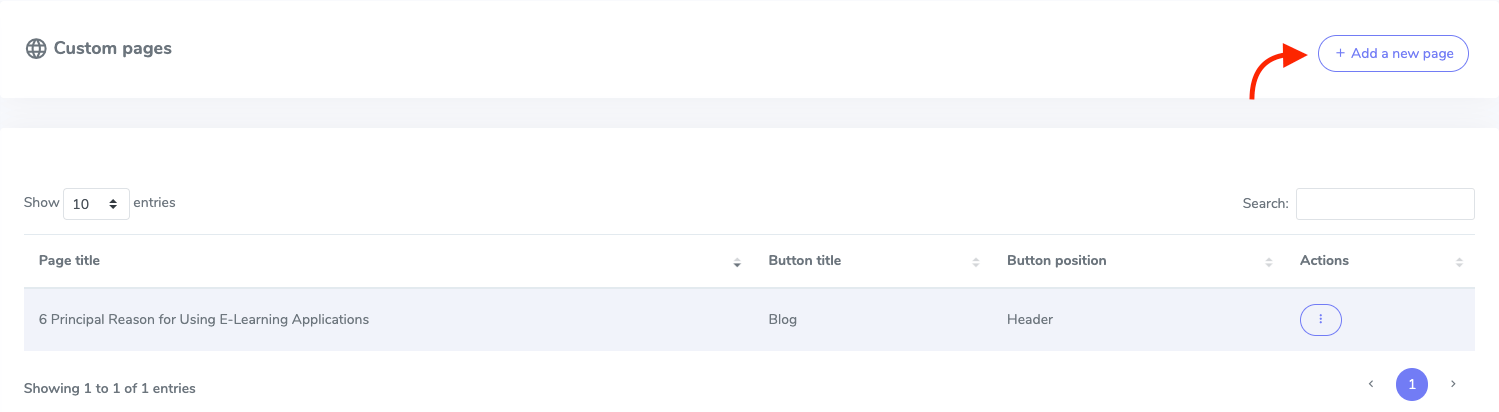 Custom pages
+ Add a new page
Show 10 entries
Search:
Page title Button title Button position Actions
6 Principal Reason for Using E-Learning Applications Blog Header
Showing 1 to 1 of 1 entries
‹ 1 ›